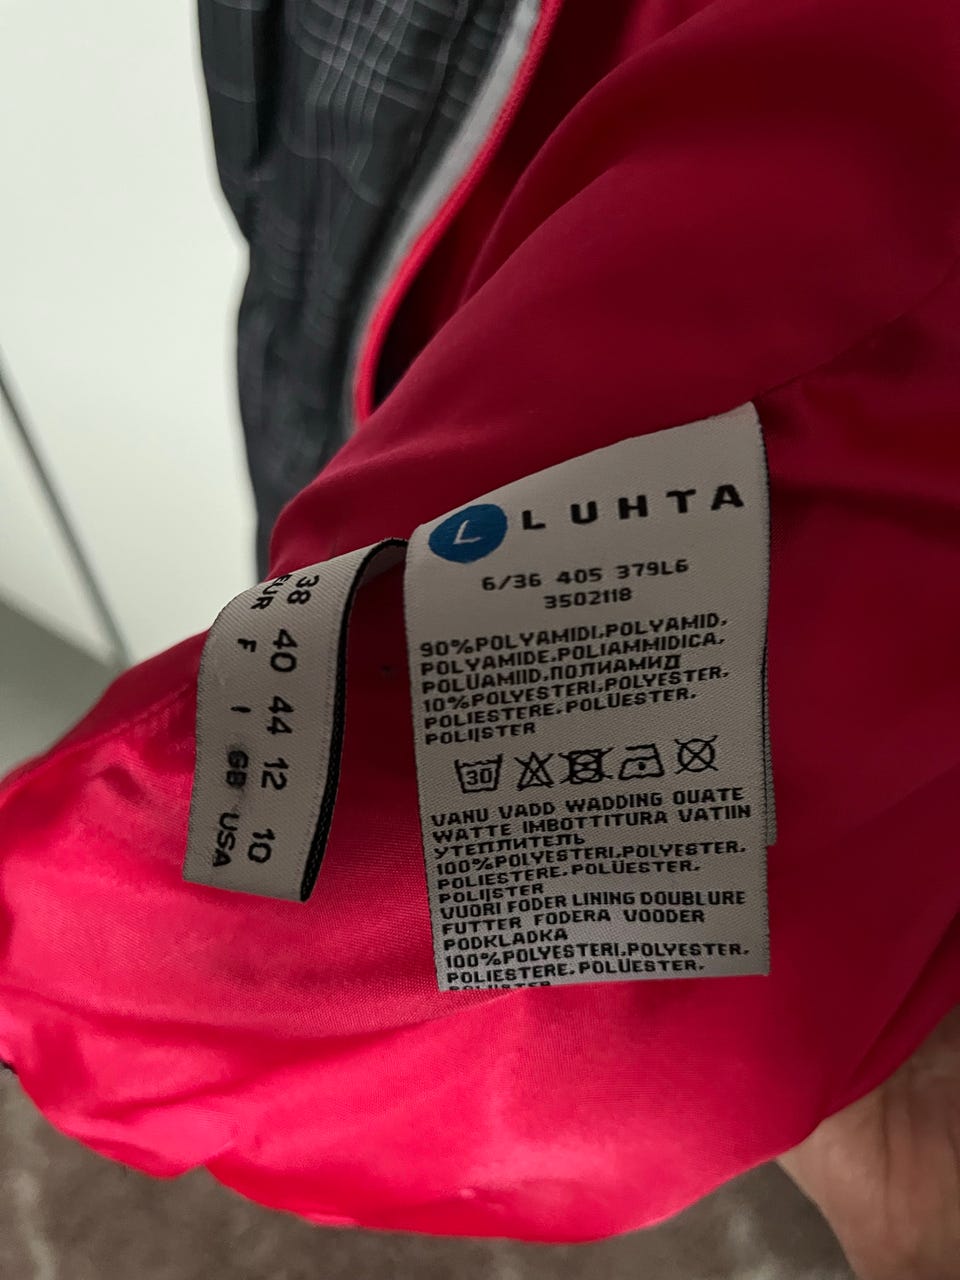 L LUHTA
6/36 405 379L6
3502118
90%POLYAMIDI,POLYAMID,
POLYAMIDE,POLIAMMIDICA,
POLÜAMIID,ПОЛИАМИД
10%POLYESTERI,POLYESTER,
POLIESTERE,POLÜESTER,
POLIJSTER
30
VANU VADD WADDING OUATE
WATTE IMBOTTITURA VATIIN
УТЕПЛИТЕЛЬ
100%POLYESTERI,POLYESTER,
POLIESTERE,POLÜESTER,
POLIJSTER
VUORI FODER LINING DOUBLURE
FUTTER FODERA VOODER
PODKLADKA
100%POLYESTERI,POLYESTER,
POLIESTERE,POLÜESTER,
38 40 44 12 10
EUR F I GB USA